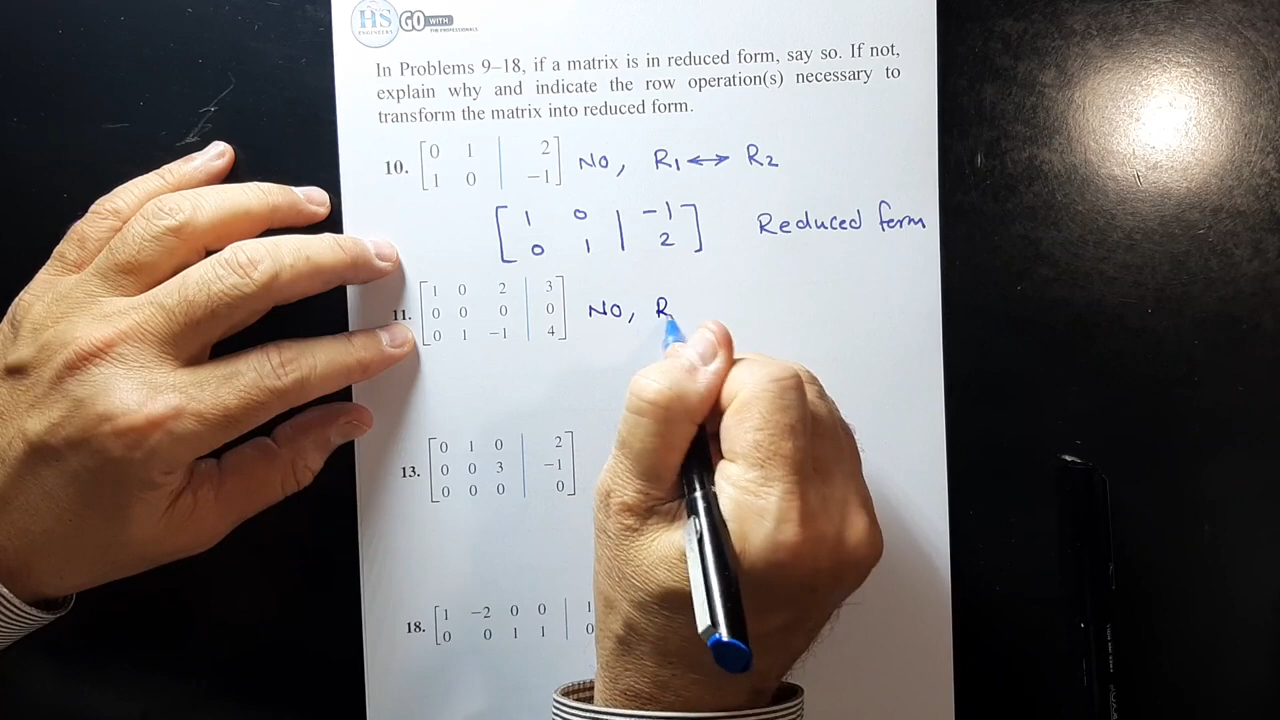 HS
ENGINEERS
GO WITH
THE PROFESSIONALS
In Problems 9–18, if a matrix is in reduced form, say so. If not,
explain why and indicate the row operation(s) necessary to
transform the matrix into reduced form.
10. [0 1 | 2] NO, R1 ↔ R2
[1 0 | −1]
[1 0 | −1] Reduced form
[0 1 | 2]
11. [1 0 2 | 3] NO, R
[0 0 0 | 0]
[0 1 −1 | 4]
13. [0 1 0 | 2]
[0 0 3 | −1]
[0 0 0 | 0]
18. [1 −2 0 0 | 1
[0 0 1 1 | 0